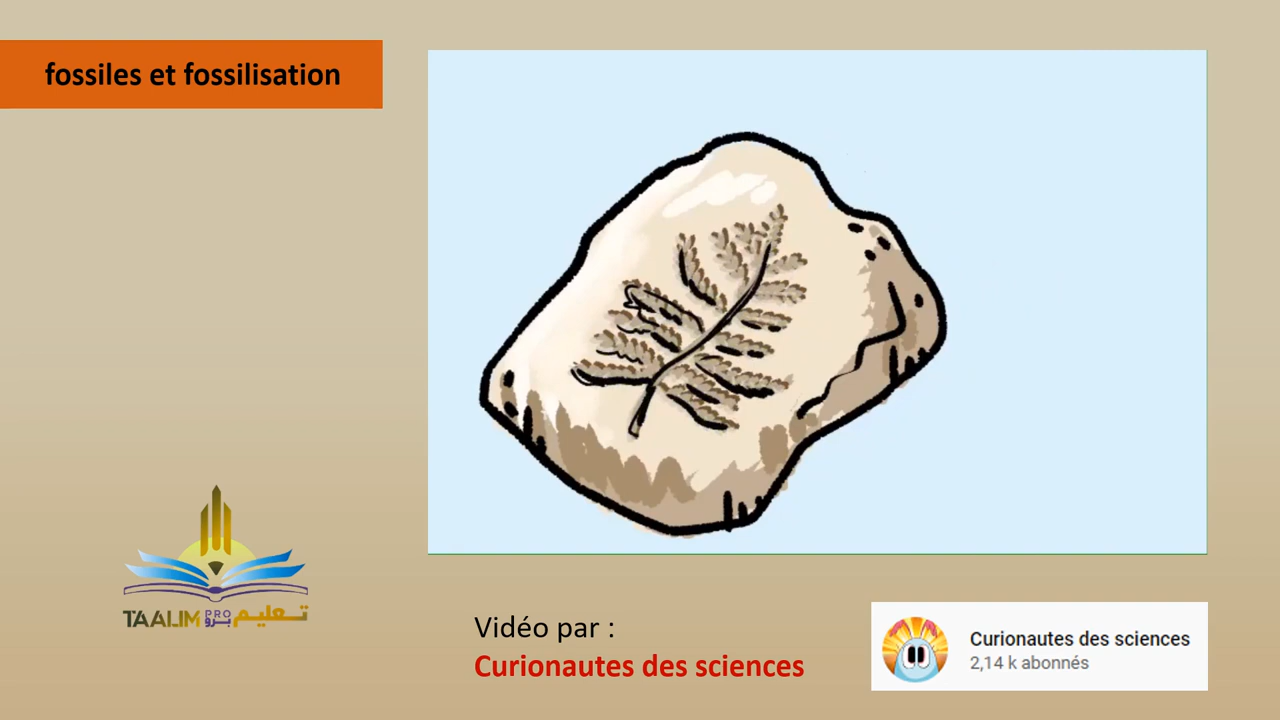 fossiles et fossilisation
TAALIM PRO برو تعليم
Vidéo par :
Curionautes des sciences
Curionautes des sciences
2,14 k abonnés